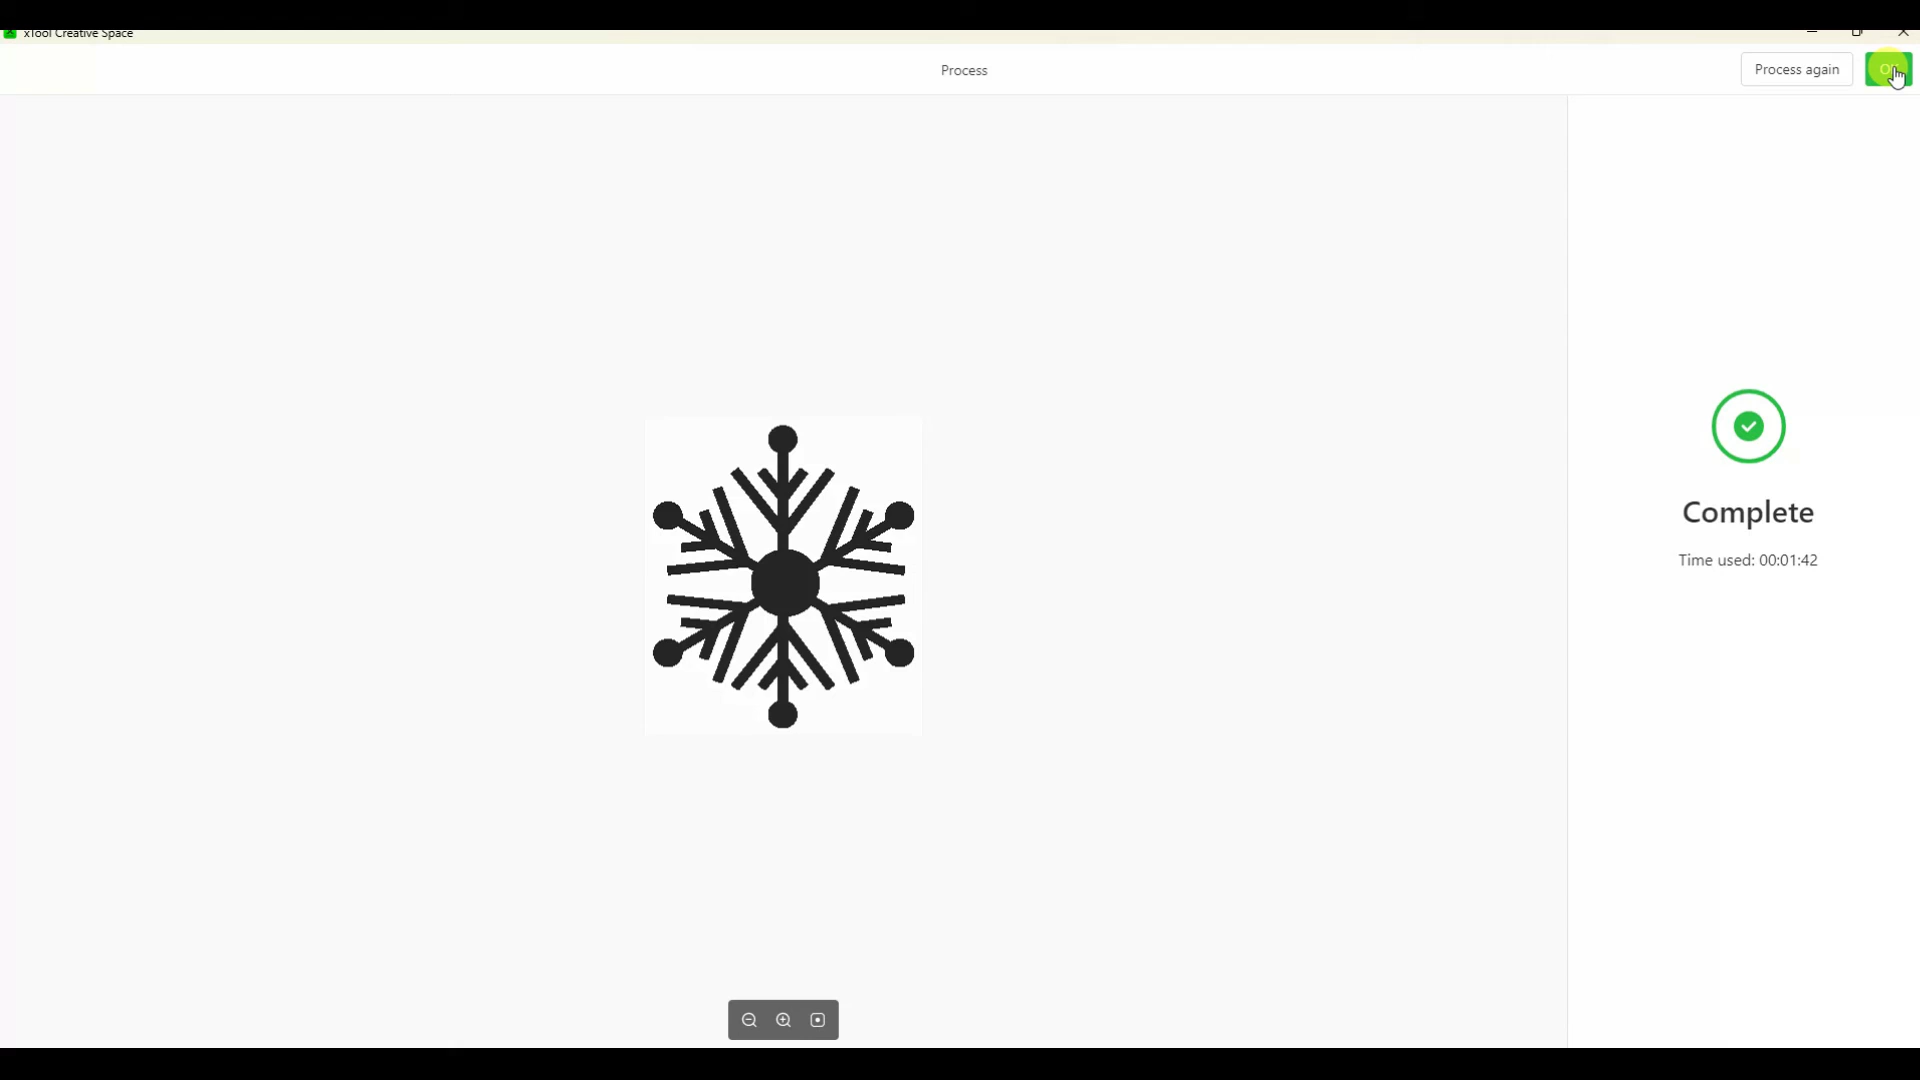 xTool Creative Space
Process
Process again
Complete
Time used: 00:01:42